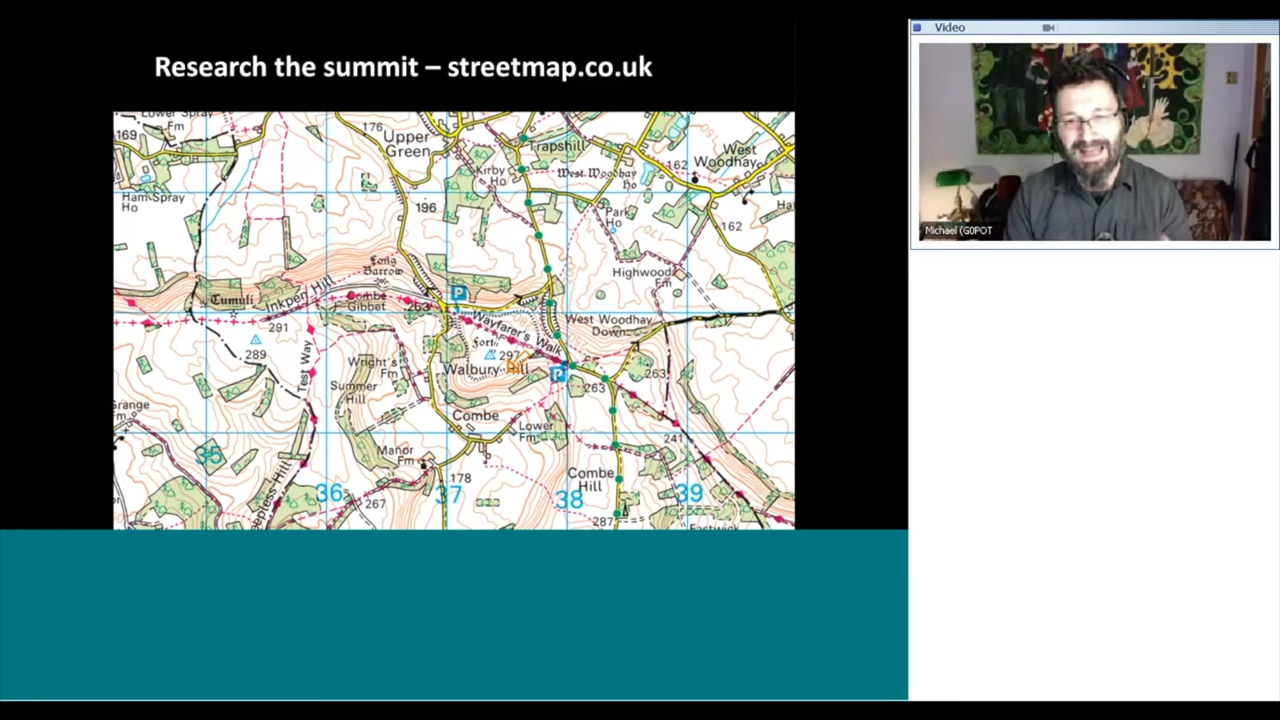 Research the summit – streetmap.co.uk
Lower Spray
Fm
169
Ham Spray
Ho
176
Upper
Green
Trapshill
Kirby
Ho
West Woodhay
Ho
162
West
Woodhay
196
Park
Ho
162
Highwood
Fm
Long
Barrow
Tumuli
Inkpen Hill
Combe
Gibbet
263
P
291
289
Wayfarer's Walk
Fort
297
Walbury Hill
West Woodhay
Down
P
263
263
Test Way
Wright's
Fm
Summer
Hill
Combe
Lower
Fm
241
Grange
Fm
35
Manor
Fm
178
36
37
38
39
267
Combe
Hill
287
Eastwick
Video
Michael (G0POT